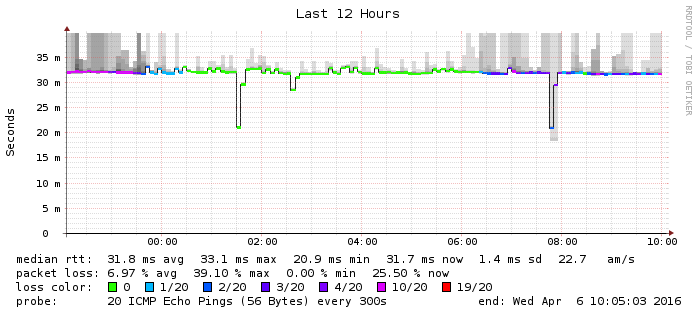 Last 12 Hours
RRDTOOL / TOBI OETIKER
Seconds
35 m
30 m
25 m
20 m
15 m
10 m
5 m
0
00:00 02:00 04:00 06:00 08:00 10:00
median rtt: 31.8 ms avg 33.1 ms max 20.9 ms min 31.7 ms now 1.4 ms sd 22.7 am/s
packet loss: 6.97 % avg 39.10 % max 0.00 % min 25.50 % now
loss color: 0 1/20 2/20 3/20 4/20 10/20 19/20
probe: 20 ICMP Echo Pings (56 Bytes) every 300s end: Wed Apr 6 10:05:03 2016